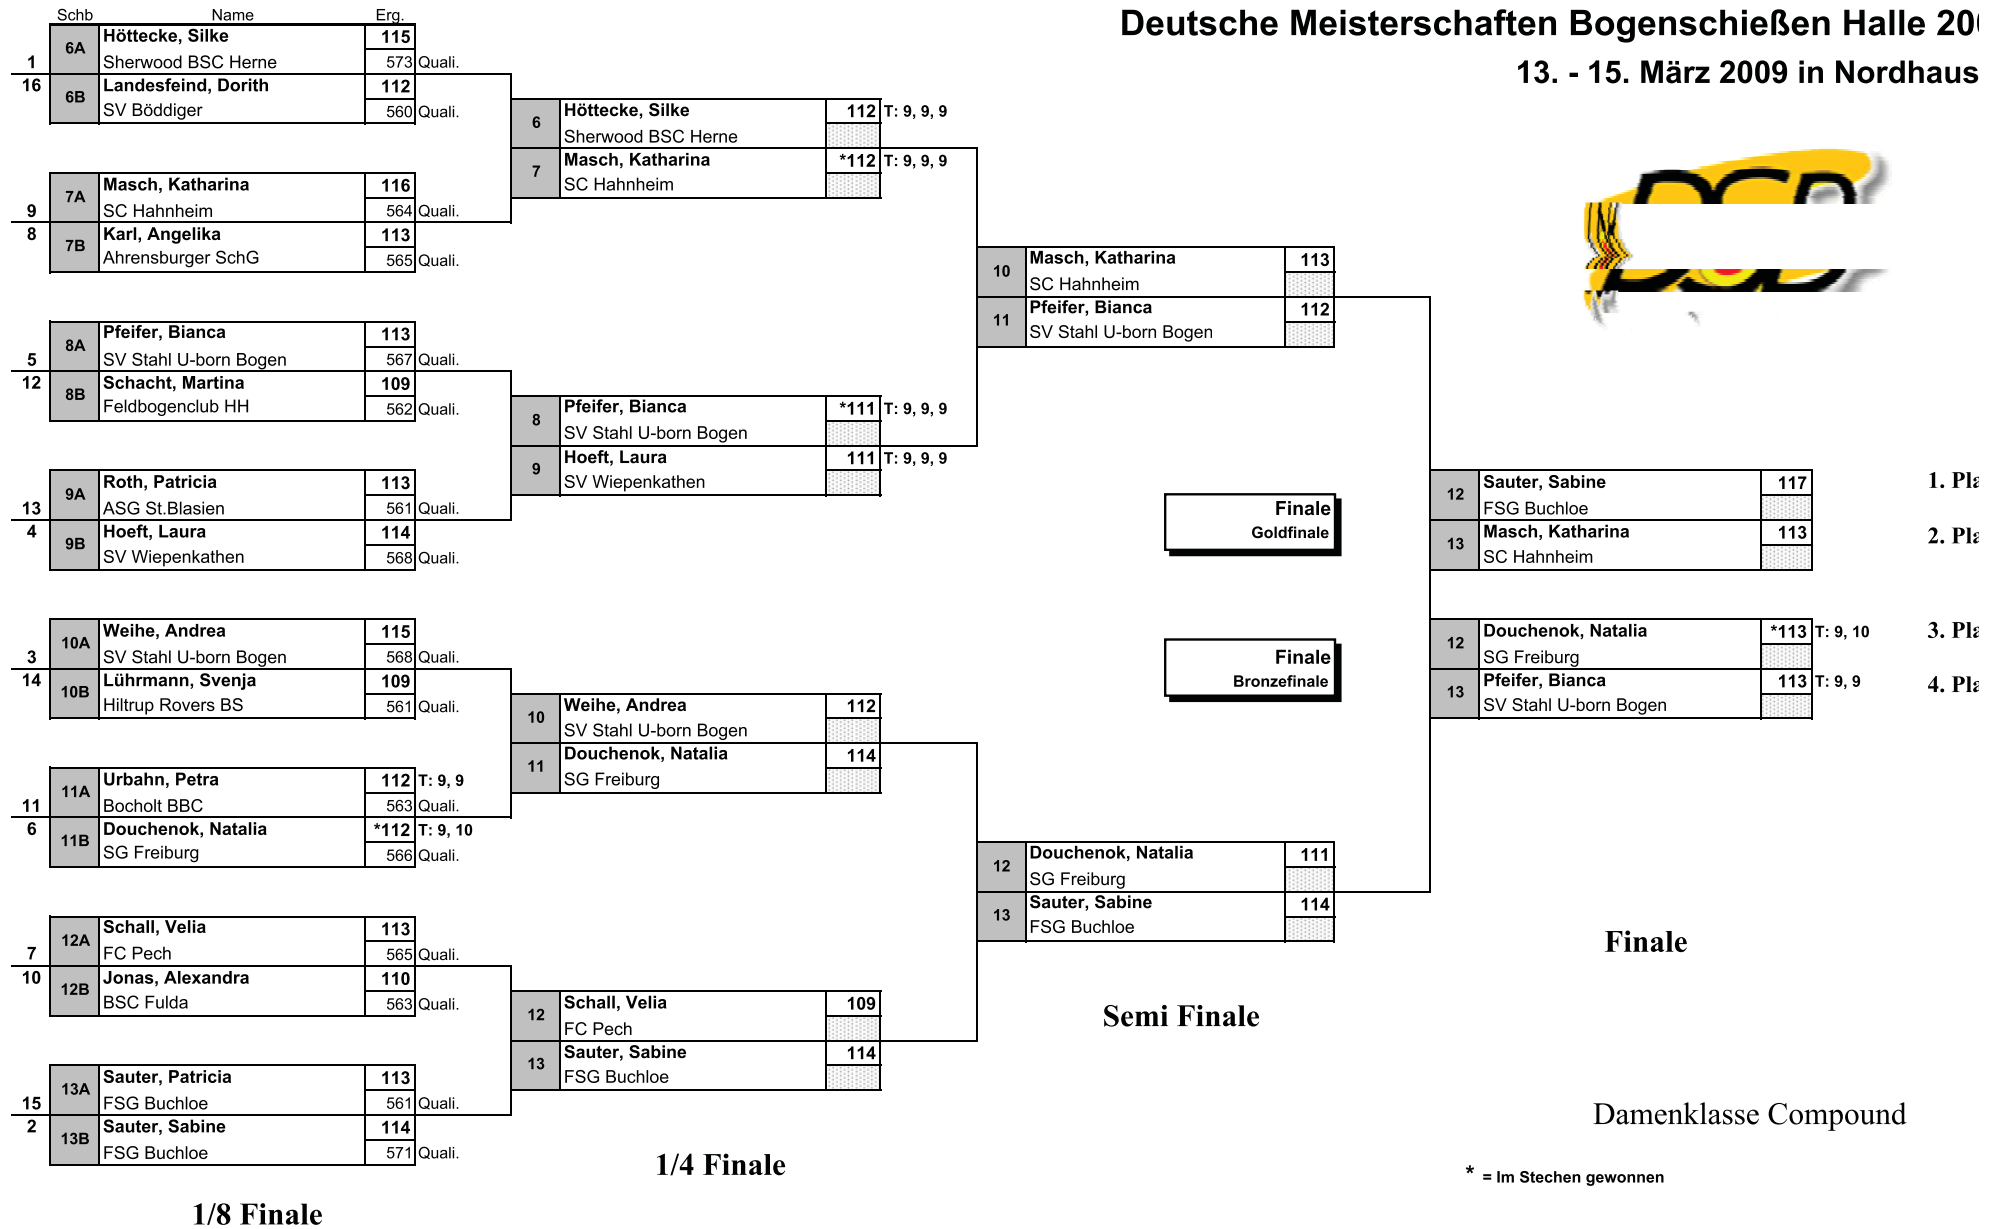 Deutsche Meisterschaften Bogenschießen Halle 200
13. - 15. März 2009 in Nordhaus
Schb Name Erg.
6A Höttecke, Silke 115
1 Sherwood BSC Herne 573 Quali.
16 6B Landesfeind, Dorith 112
SV Böddiger 560 Quali.
7A Masch, Katharina 116
9 SC Hahnheim 564 Quali.
8 7B Karl, Angelika 113
Ahrensburger SchG 565 Quali.
8A Pfeifer, Bianca 113
5 SV Stahl U-born Bogen 567 Quali.
12 8B Schacht, Martina 109
Feldbogenclub HH 562 Quali.
9A Roth, Patricia 113
13 ASG St.Blasien 561 Quali.
4 9B Hoeft, Laura 114
SV Wiepenkathen 568 Quali.
10A Weihe, Andrea 115
3 SV Stahl U-born Bogen 568 Quali.
14 10B Lührmann, Svenja 109
Hiltrup Rovers BS 561 Quali.
11A Urbahn, Petra 112 T: 9, 9
11 Bocholt BBC 563 Quali.
6 11B Douchenok, Natalia *112 T: 9, 10
SG Freiburg 566 Quali.
12A Schall, Velia 113
7 FC Pech 565 Quali.
10 12B Jonas, Alexandra 110
BSC Fulda 563 Quali.
13A Sauter, Patricia 113
15 FSG Buchloe 561 Quali.
2 13B Sauter, Sabine 114
FSG Buchloe 571 Quali.
1/8 Finale
6 Höttecke, Silke 112 T: 9, 9, 9
Sherwood BSC Herne
7 Masch, Katharina *112 T: 9, 9, 9
SC Hahnheim
8 Pfeifer, Bianca *111 T: 9, 9, 9
SV Stahl U-born Bogen
9 Hoeft, Laura 111 T: 9, 9, 9
SV Wiepenkathen
10 Weihe, Andrea 112
SV Stahl U-born Bogen
11 Douchenok, Natalia 114
SG Freiburg
12 Schall, Velia 109
FC Pech
13 Sauter, Sabine 114
FSG Buchloe
1/4 Finale
10 Masch, Katharina 113
SC Hahnheim
11 Pfeifer, Bianca 112
SV Stahl U-born Bogen
12 Douchenok, Natalia 111
SG Freiburg
13 Sauter, Sabine 114
FSG Buchloe
Semi Finale
Finale
Goldfinale
12 Sauter, Sabine 117 1. Pla
FSG Buchloe
13 Masch, Katharina 113 2. Pla
SC Hahnheim
Finale
Bronzefinale
12 Douchenok, Natalia *113 T: 9, 10 3. Pla
SG Freiburg
13 Pfeifer, Bianca 113 T: 9, 9 4. Pla
SV Stahl U-born Bogen
Finale
Damenklasse Compound
* = Im Stechen gewonnen